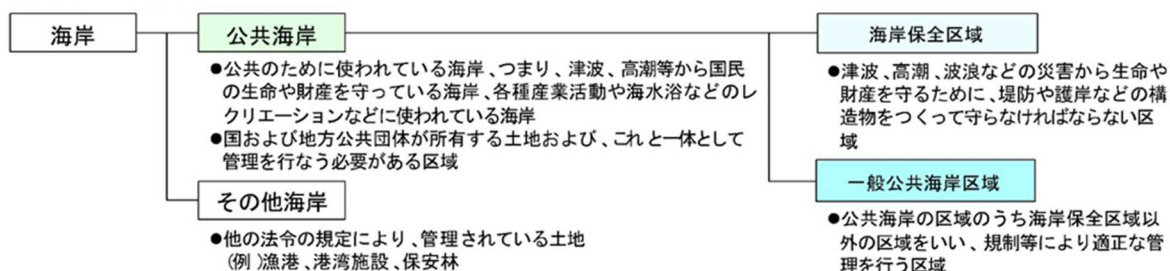 海岸
公共海岸
●公共のために使われている海岸、つまり、津波、高潮等から国民
の生命や財産を守っている海岸、各種産業活動や海水浴などのレ
クリエーションなどに使われている海岸
●国および地方公共団体が所有する土地および、これと一体として
管理を行なう必要がある区域
その他海岸
●他の法令の規定により、管理されている土地
(例)漁港、港湾施設、保安林
海岸保全区域
●津波、高潮、波浪などの災害から生命や
財産を守るために、堤防や護岸などの構
造物をつくって守らなければならない区
域
一般公共海岸区域
●公共海岸の区域のうち海岸保全区域以
外の区域をいい、規制等により適正な管
理を行う区域